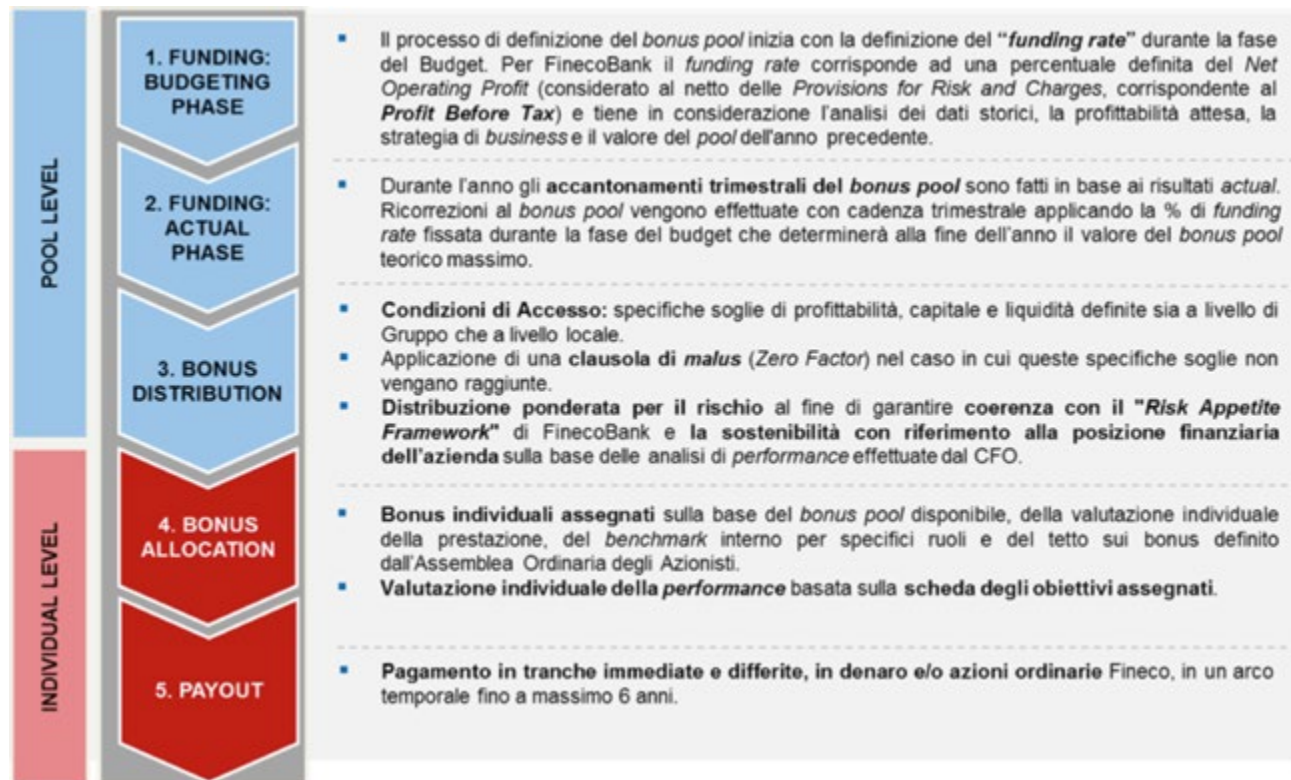 POOL LEVEL
1. FUNDING:
BUDGETING
PHASE
▪ Il processo di definizione del bonus pool inizia con la definizione del “funding rate” durante la fase
del Budget. Per FinecoBank il funding rate corrisponde ad una percentuale definita del Net
Operating Profit (considerato al netto delle Provisions for Risk and Charges, corrispondente al
Profit Before Tax) e tiene in considerazione l'analisi dei dati storici, la profittabilità attesa, la
strategia di business e il valore del pool dell'anno precedente.
2. FUNDING:
ACTUAL
PHASE
▪ Durante l'anno gli accantonamenti trimestrali del bonus pool sono fatti in base ai risultati actual.
Ricorrezioni al bonus pool vengono effettuate con cadenza trimestrale applicando la % di funding
rate fissata durante la fase del budget che determinerà alla fine dell'anno il valore del bonus pool
teorico massimo.
3. BONUS
DISTRIBUTION
▪ Condizioni di Accesso: specifiche soglie di profittabilità, capitale e liquidità definite sia a livello di
Gruppo che a livello locale.
▪ Applicazione di una clausola di malus (Zero Factor) nel caso in cui queste specifiche soglie non
vengano raggiunte.
▪ Distribuzione ponderata per il rischio al fine di garantire coerenza con il "Risk Appetite
Framework" di FinecoBank e la sostenibilità con riferimento alla posizione finanziaria
dell'azienda sulla base delle analisi di performance effettuate dal CFO.
INDIVIDUAL LEVEL
4. BONUS
ALLOCATION
▪ Bonus individuali assegnati sulla base del bonus pool disponibile, della valutazione individuale
della prestazione, del benchmark interno per specifici ruoli e del tetto sui bonus definito
dall'Assemblea Ordinaria degli Azionisti.
▪ Valutazione individuale della performance basata sulla scheda degli obiettivi assegnati.
5. PAYOUT
▪ Pagamento in tranche immediate e differite, in denaro e/o azioni ordinarie Fineco, in un arco
temporale fino a massimo 6 anni.